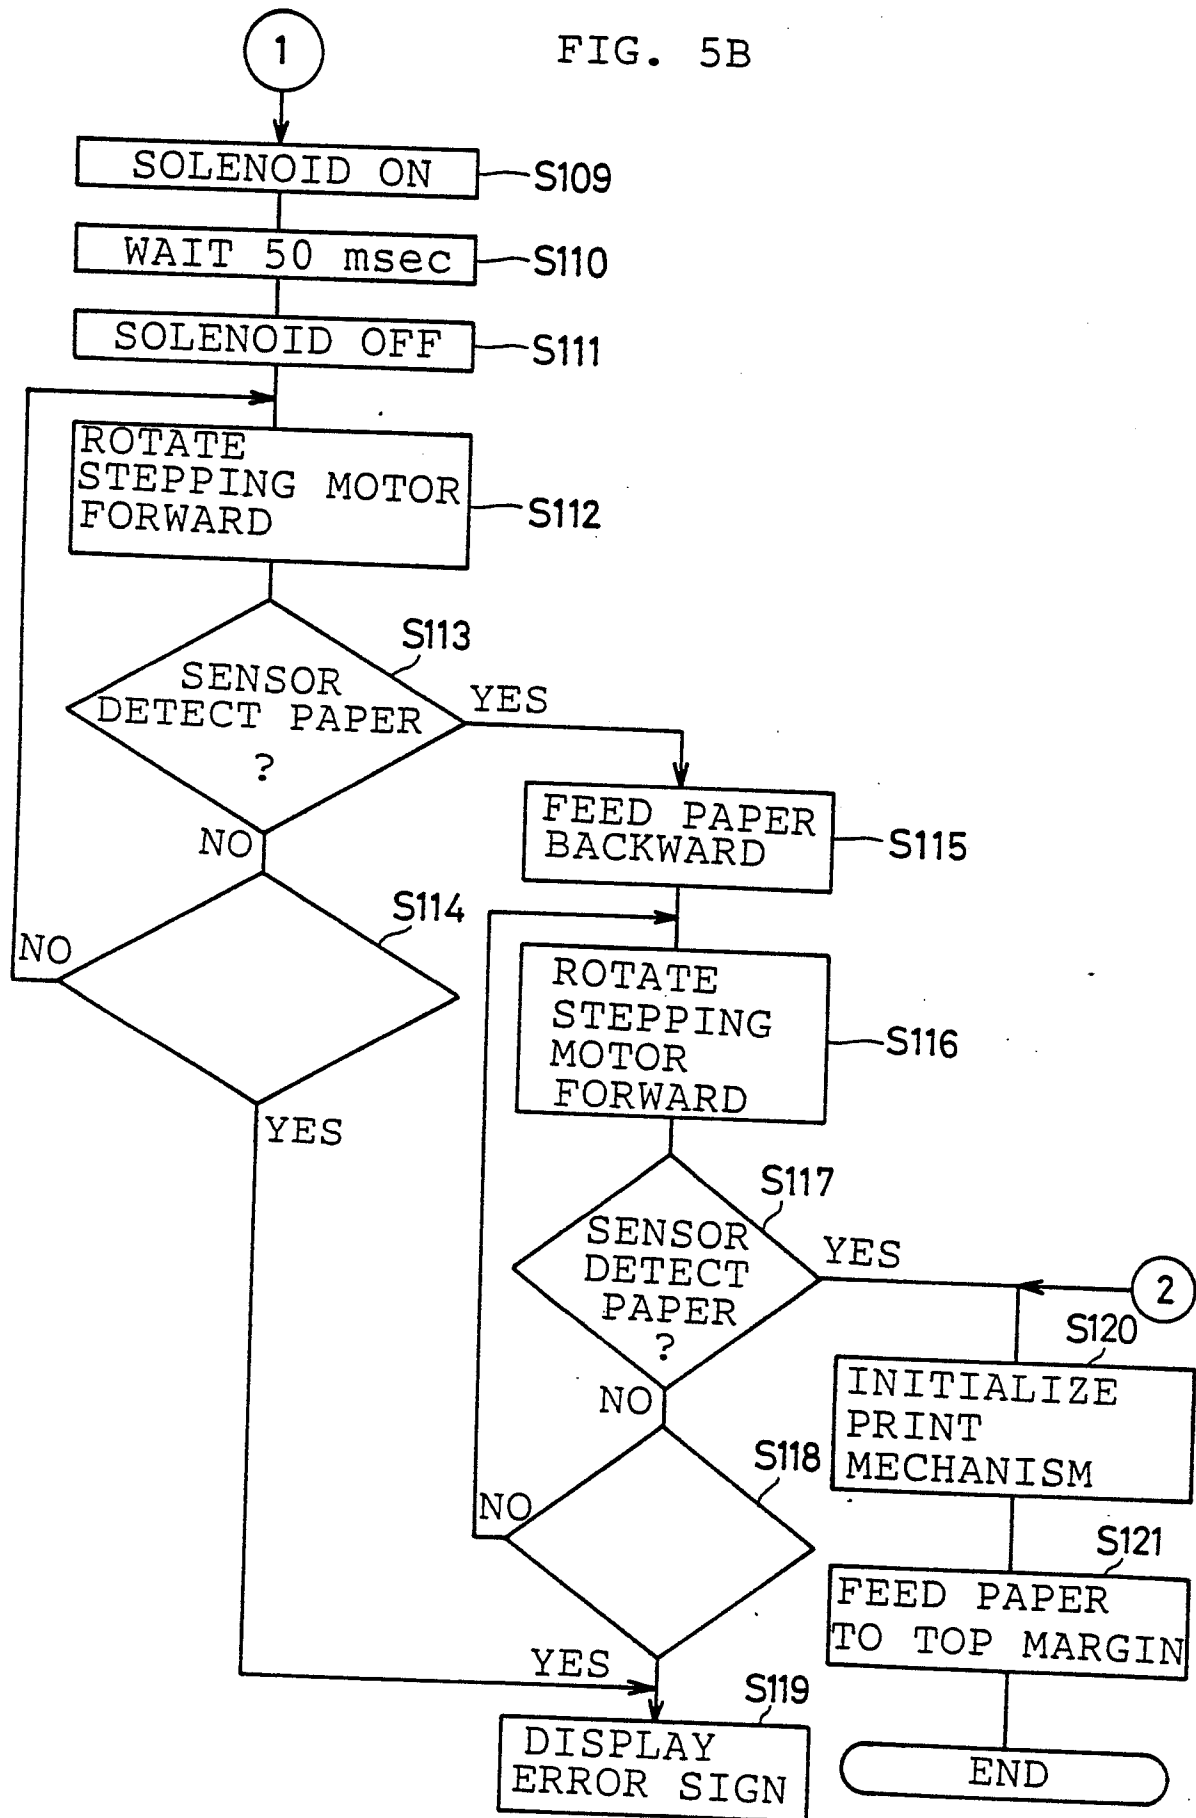 FIG. 5B
1
SOLENOID ON
S109
WAIT 50 msec
S110
SOLENOID OFF
S111
ROTATE
STEPPING MOTOR
FORWARD
S112
S113
SENSOR
DETECT PAPER
?
YES
NO
FEED PAPER
BACKWARD
S115
S114
NO
YES
ROTATE
STEPPING
MOTOR
FORWARD
S116
S117
SENSOR
DETECT
PAPER
?
YES
NO
2
S120
INITIALIZE
PRINT
MECHANISM
S118
NO
YES
S121
FEED PAPER
TO TOP MARGIN
S119
DISPLAY
ERROR SIGN
END